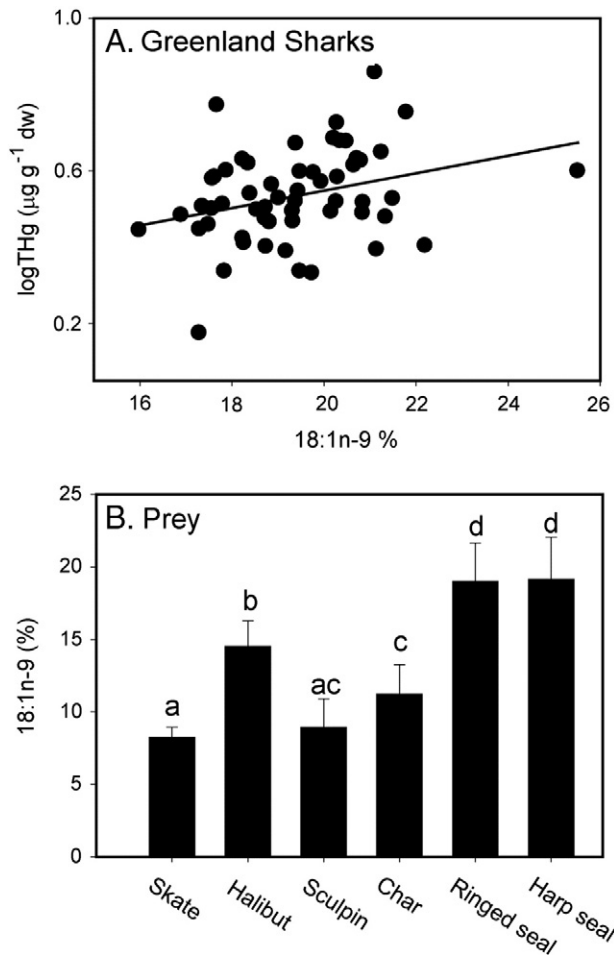 A. Greenland Sharks
1.0
0.6
0.2
logTHg (μg g⁻¹ dw)
16 18 20 22 24 26
18:1n-9 %
B. Prey
25
20
15
10
5
0
18:1n-9 (%)
a b ac c d d
Skate Halibut Sculpin Char Ringed seal Harp seal